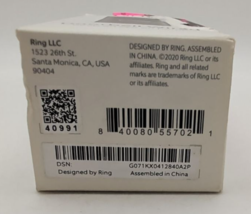 Ring LLC
1523 26th St.
Santa Monica, CA, USA
90404
DESIGNED BY RING. ASSEMBLED
IN CHINA. ©2020 Ring LLC or its
affiliates. Ring and all related
marks are trademarks of Ring LLC
or its affiliates.
40991
8 40080 55702 1
DSN:
G071KX0412840A2P
Designed by Ring
Assembled in China